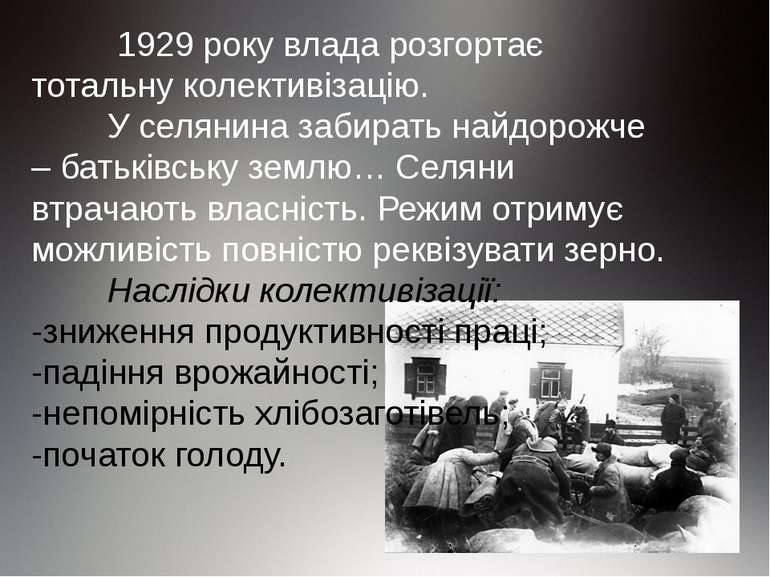 1929 року влада розгортає
тотальну колективізацію.
У селянина забирать найдорожче
– батьківську землю… Селяни
втрачають власність. Режим отримує
можливість повністю реквізувати зерно.
Наслідки колективізації:
-зниження продуктивності праці;
-падіння врожайності;
-непомірність хлібозаготівель;
-початок голоду.